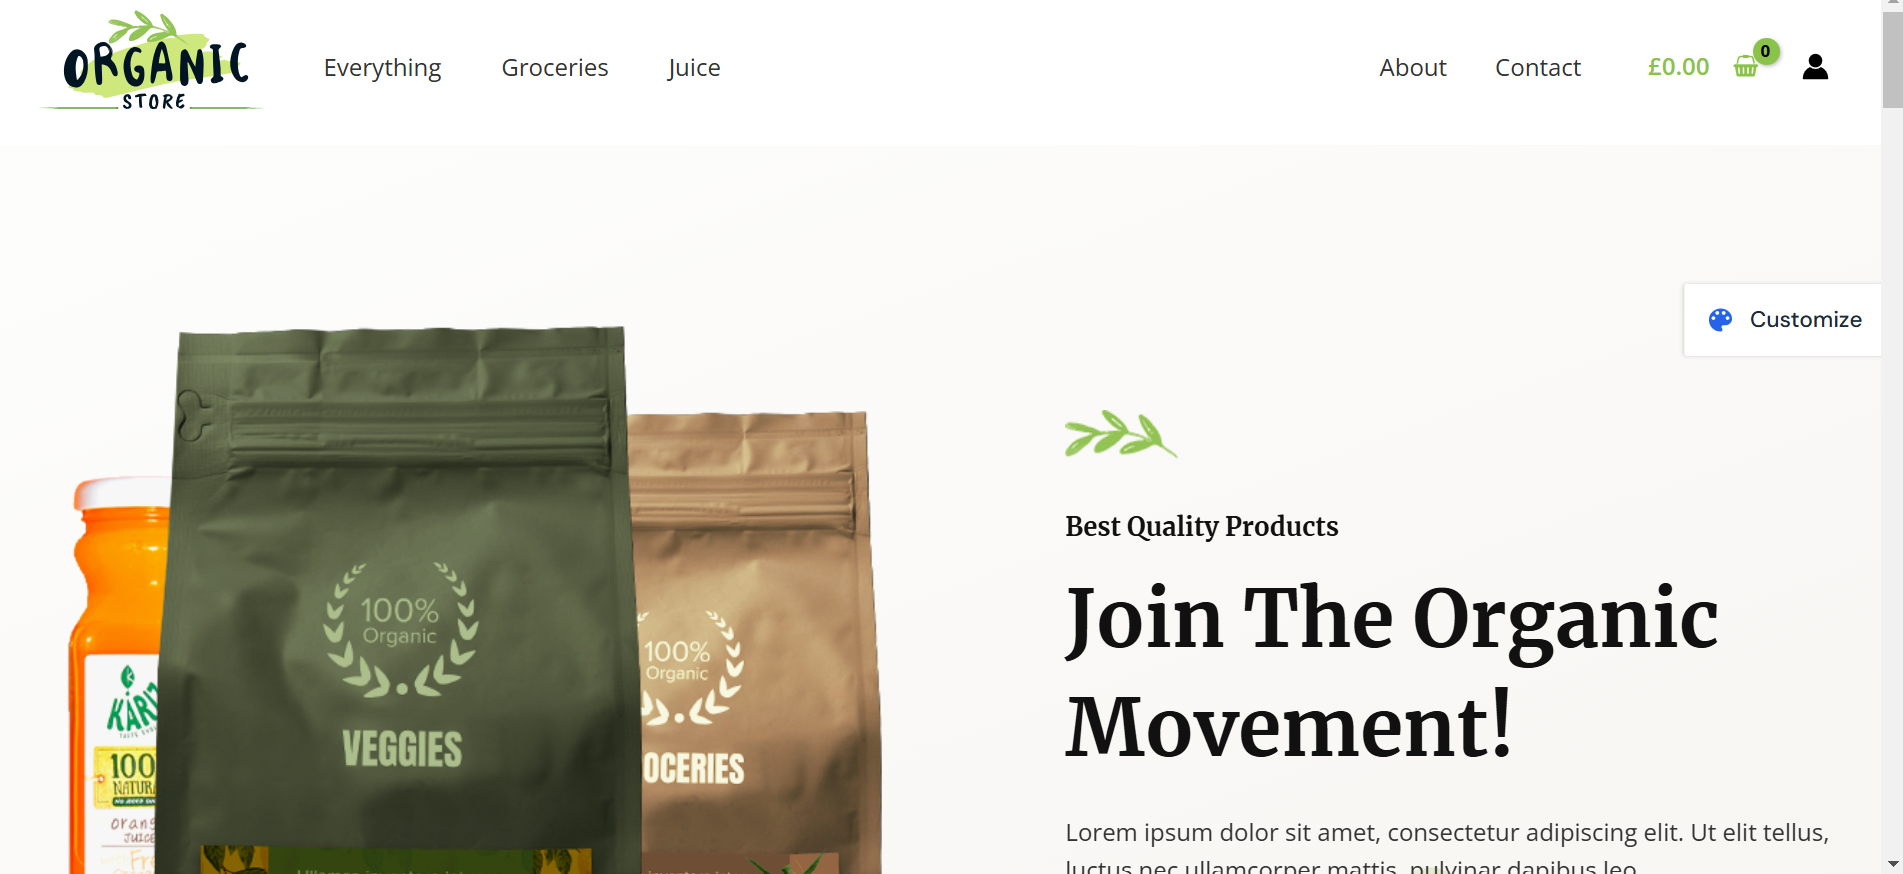 ORGANIC
STORE
Everything
Groceries
Juice
About
Contact
£0.00
0
Customize
Best Quality Products
Join The Organic
Movement!
Lorem ipsum dolor sit amet, consectetur adipiscing elit. Ut elit tellus,
luctus nec ullamcorper mattis, pulvinar dapibus leo.
100%
Organic
VEGGIES
100%
Organic
OCERIES
100
NATURA
orang
JUICE
Fre